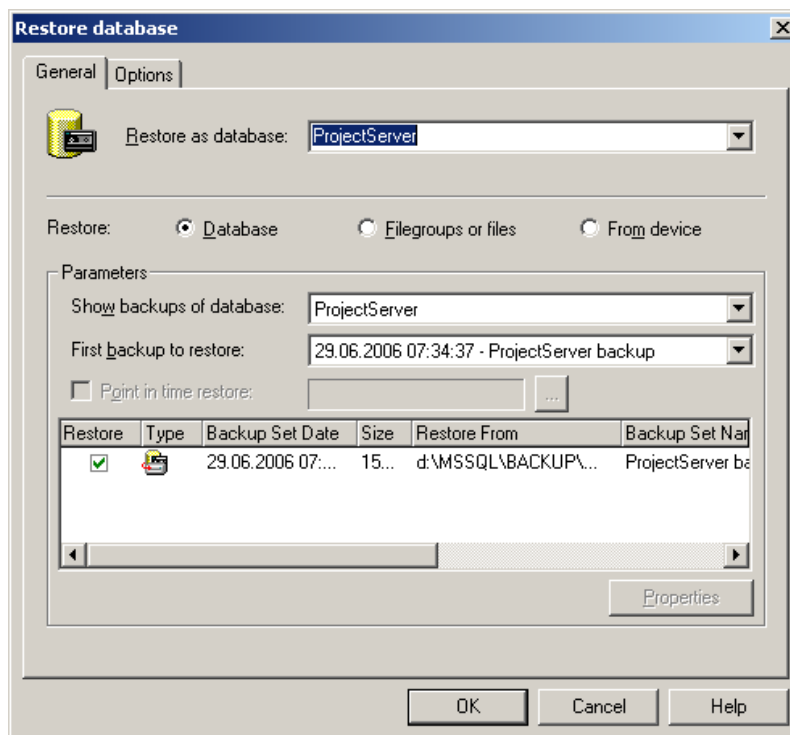 Restore database
General Options
Restore as database: ProjectServer
Restore: Database Filegroups or files From device
Parameters
Show backups of database: ProjectServer
First backup to restore: 29.06.2006 07:34:37 - ProjectServer backup
Point in time restore: ...
Restore Type Backup Set Date Size Restore From Backup Set Nar
29.06.2006 07:... 15... d:\MSSQL\BACKUP\... ProjectServer ba
Properties
OK Cancel Help